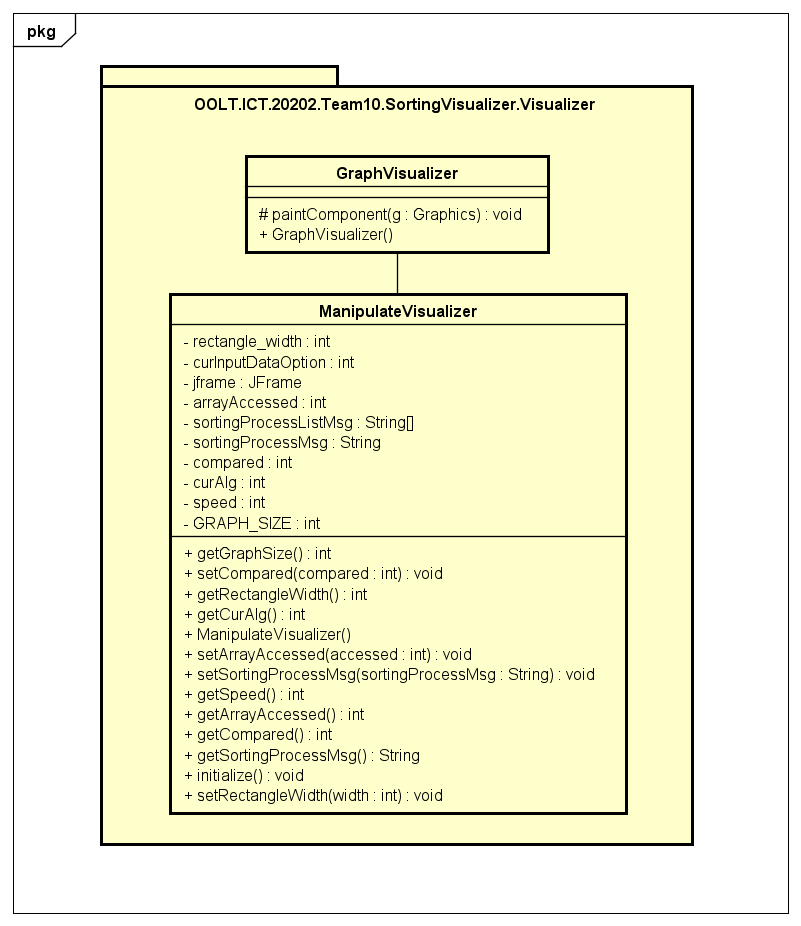 pkg
OOLT.ICT.20202.Team10.SortingVisualizer.Visualizer
GraphVisualizer
# paintComponent(g : Graphics) : void
+ GraphVisualizer()
ManipulateVisualizer
- rectangle_width : int
- curInputDataOption : int
- jframe : JFrame
- arrayAccessed : int
- sortingProcessListMsg : String[]
- sortingProcessMsg : String
- compared : int
- curAlg : int
- speed : int
- GRAPH_SIZE : int
+ getGraphSize() : int
+ setCompared(compared : int) : void
+ getRectangleWidth() : int
+ getCurAlg() : int
+ ManipulateVisualizer()
+ setArrayAccessed(accessed : int) : void
+ setSortingProcessMsg(sortingProcessMsg : String) : void
+ getSpeed() : int
+ getArrayAccessed() : int
+ getCompared() : int
+ getSortingProcessMsg() : String
+ initialize() : void
+ setRectangleWidth(width : int) : void